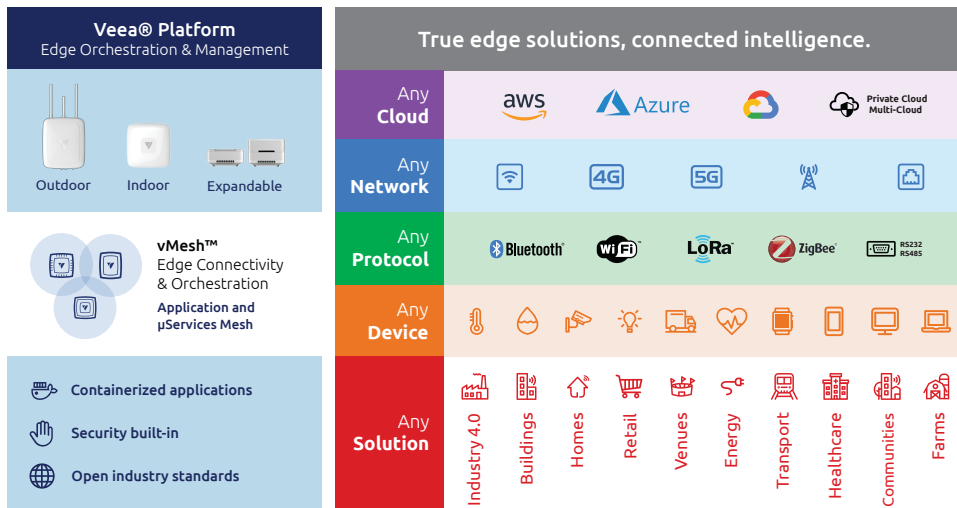 Veea® Platform
Edge Orchestration & Management
Outdoor
Indoor
Expandable
vMesh™
Edge Connectivity
& Orchestration
Application and
µServices Mesh
Containerized applications
Security built-in
Open industry standards
True edge solutions, connected intelligence.
Any
Cloud
aws
Azure
Private Cloud
Multi-Cloud
Any
Network
4G
5G
Any
Protocol
Bluetooth®
Wi Fi™
LoRa™
ZigBee®
RS232
RS485
Any
Device
Any
Solution
Industry 4.0
Buildings
Homes
Retail
Venues
Energy
Transport
Healthcare
Communities
Farms